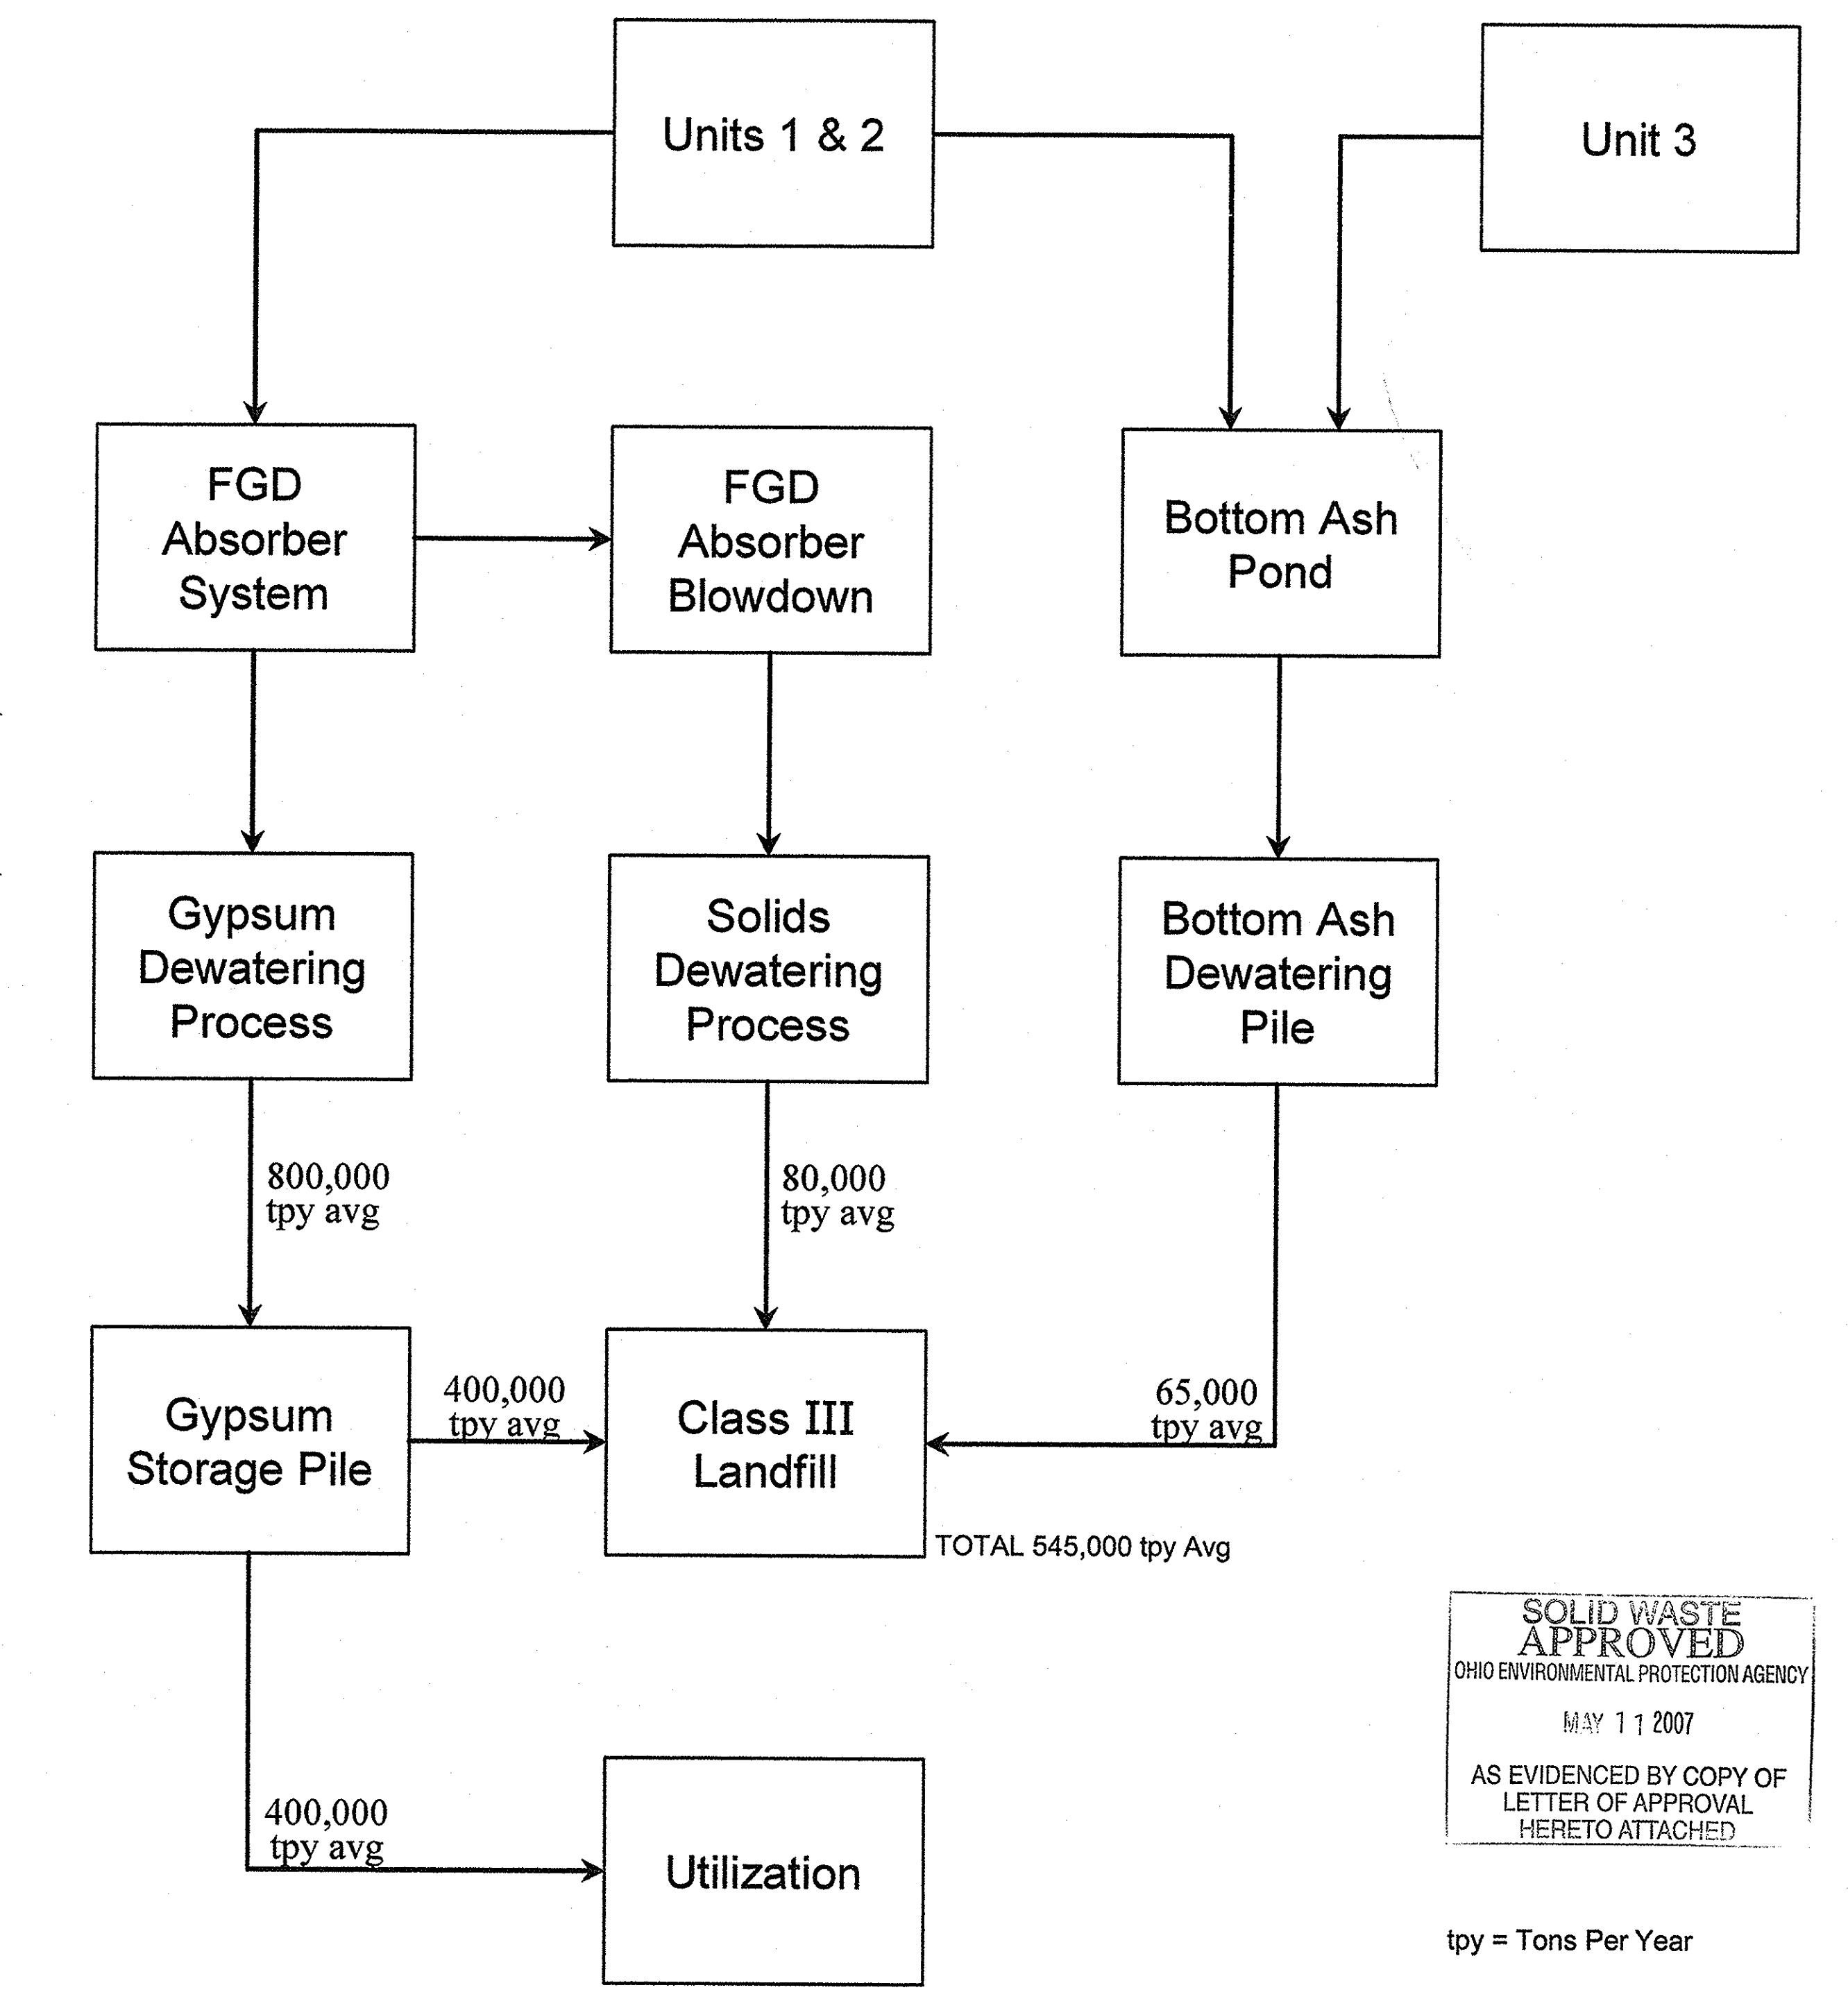 Units 1 & 2
Unit 3
FGD
Absorber
System
FGD
Absorber
Blowdown
Bottom Ash
Pond
Gypsum
Dewatering
Process
Solids
Dewatering
Process
Bottom Ash
Dewatering
Pile
800,000
tpy avg
80,000
tpy avg
Gypsum
Storage Pile
400,000
tpy avg
Class III
Landfill
65,000
tpy avg
TOTAL 545,000 tpy Avg
SOLID WASTE
APPROVED
OHIO ENVIRONMENTAL PROTECTION AGENCY
MAY 11 2007
AS EVIDENCED BY COPY OF
LETTER OF APPROVAL
HERETO ATTACHED
400,000
tpy avg
Utilization
tpy = Tons Per Year